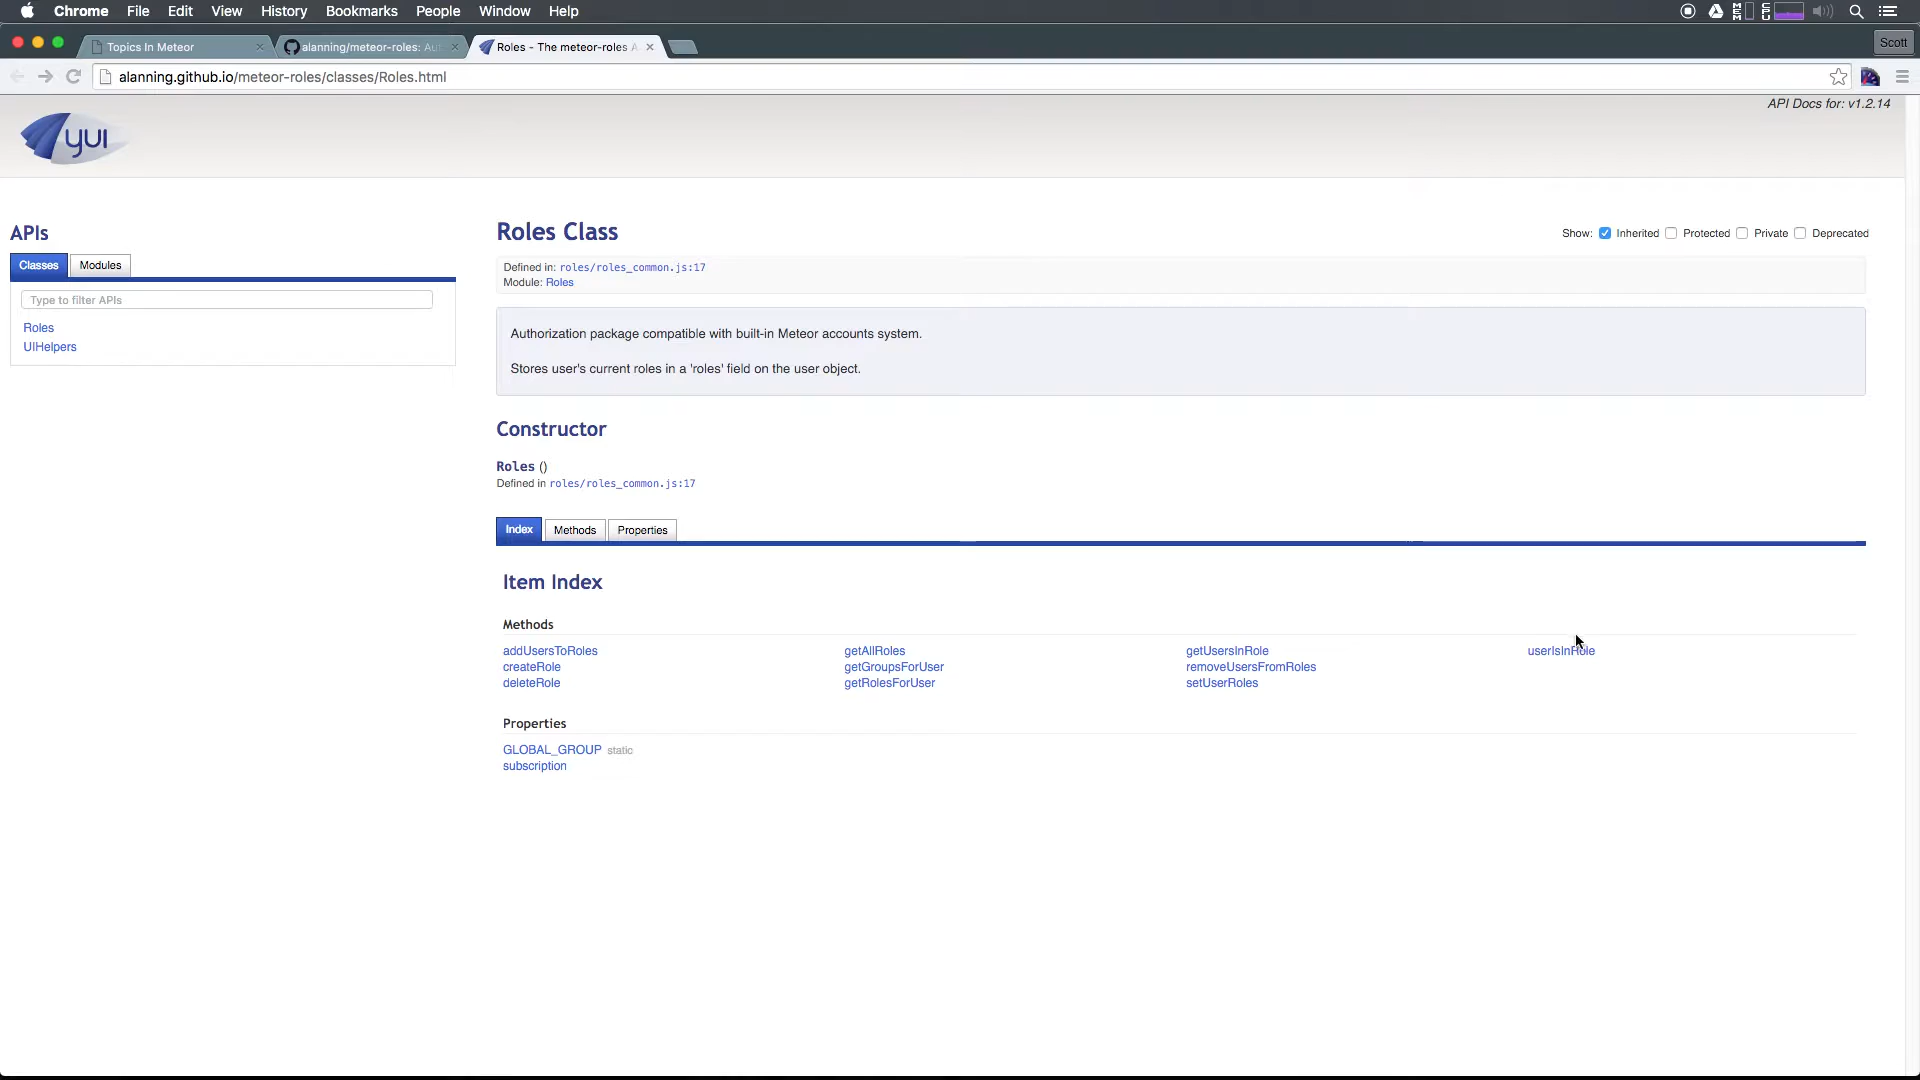 Chrome File Edit View History Bookmarks People Window Help
Topics In Meteor
alanning/meteor-roles: Aut
Roles - The meteor-roles A
Scott
alanning.github.io/meteor-roles/classes/Roles.html
API Docs for: v1.2.14
yui
APIs
Classes Modules
Type to filter APIs
Roles
UIHelpers
Roles Class
Show: Inherited Protected Private Deprecated
Defined in: roles/roles_common.js:17
Module: Roles
Authorization package compatible with built-in Meteor accounts system.
Stores user's current roles in a 'roles' field on the user object.
Constructor
Roles ()
Defined in roles/roles_common.js:17
Index Methods Properties
Item Index
Methods
addUsersToRoles getAllRoles getUsersInRole userIsInRole
createRole getGroupsForUser removeUsersFromRoles
deleteRole getRolesForUser setUserRoles
Properties
GLOBAL_GROUP static
subscription